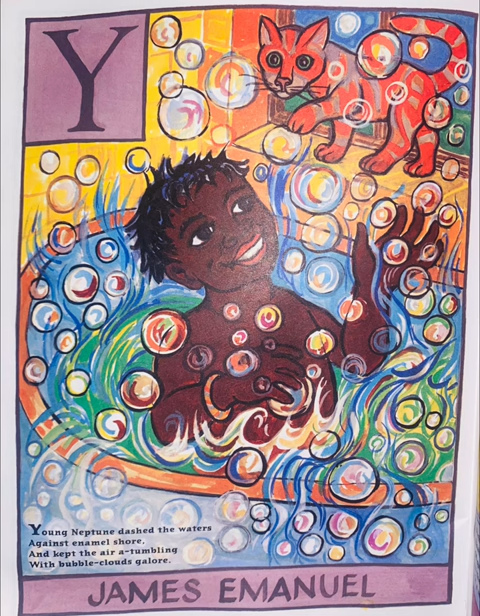 Y
Young Neptune dashed the waters
Against enamel shore,
And kept the air a-tumbling
With bubble-clouds galore.
JAMES EMANUEL